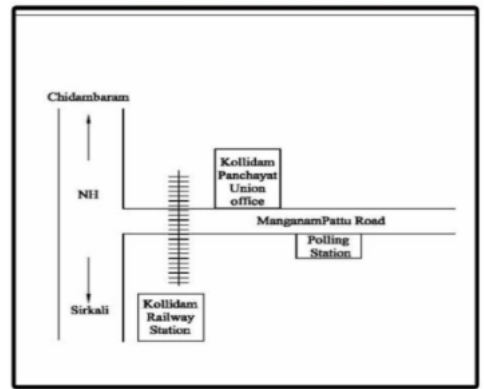 Chidambaram
Kollidam
Panchayat
Union
office
NH
ManganamPattu Road
Polling
Station
Sirkali
Kollidam
Railway
Station